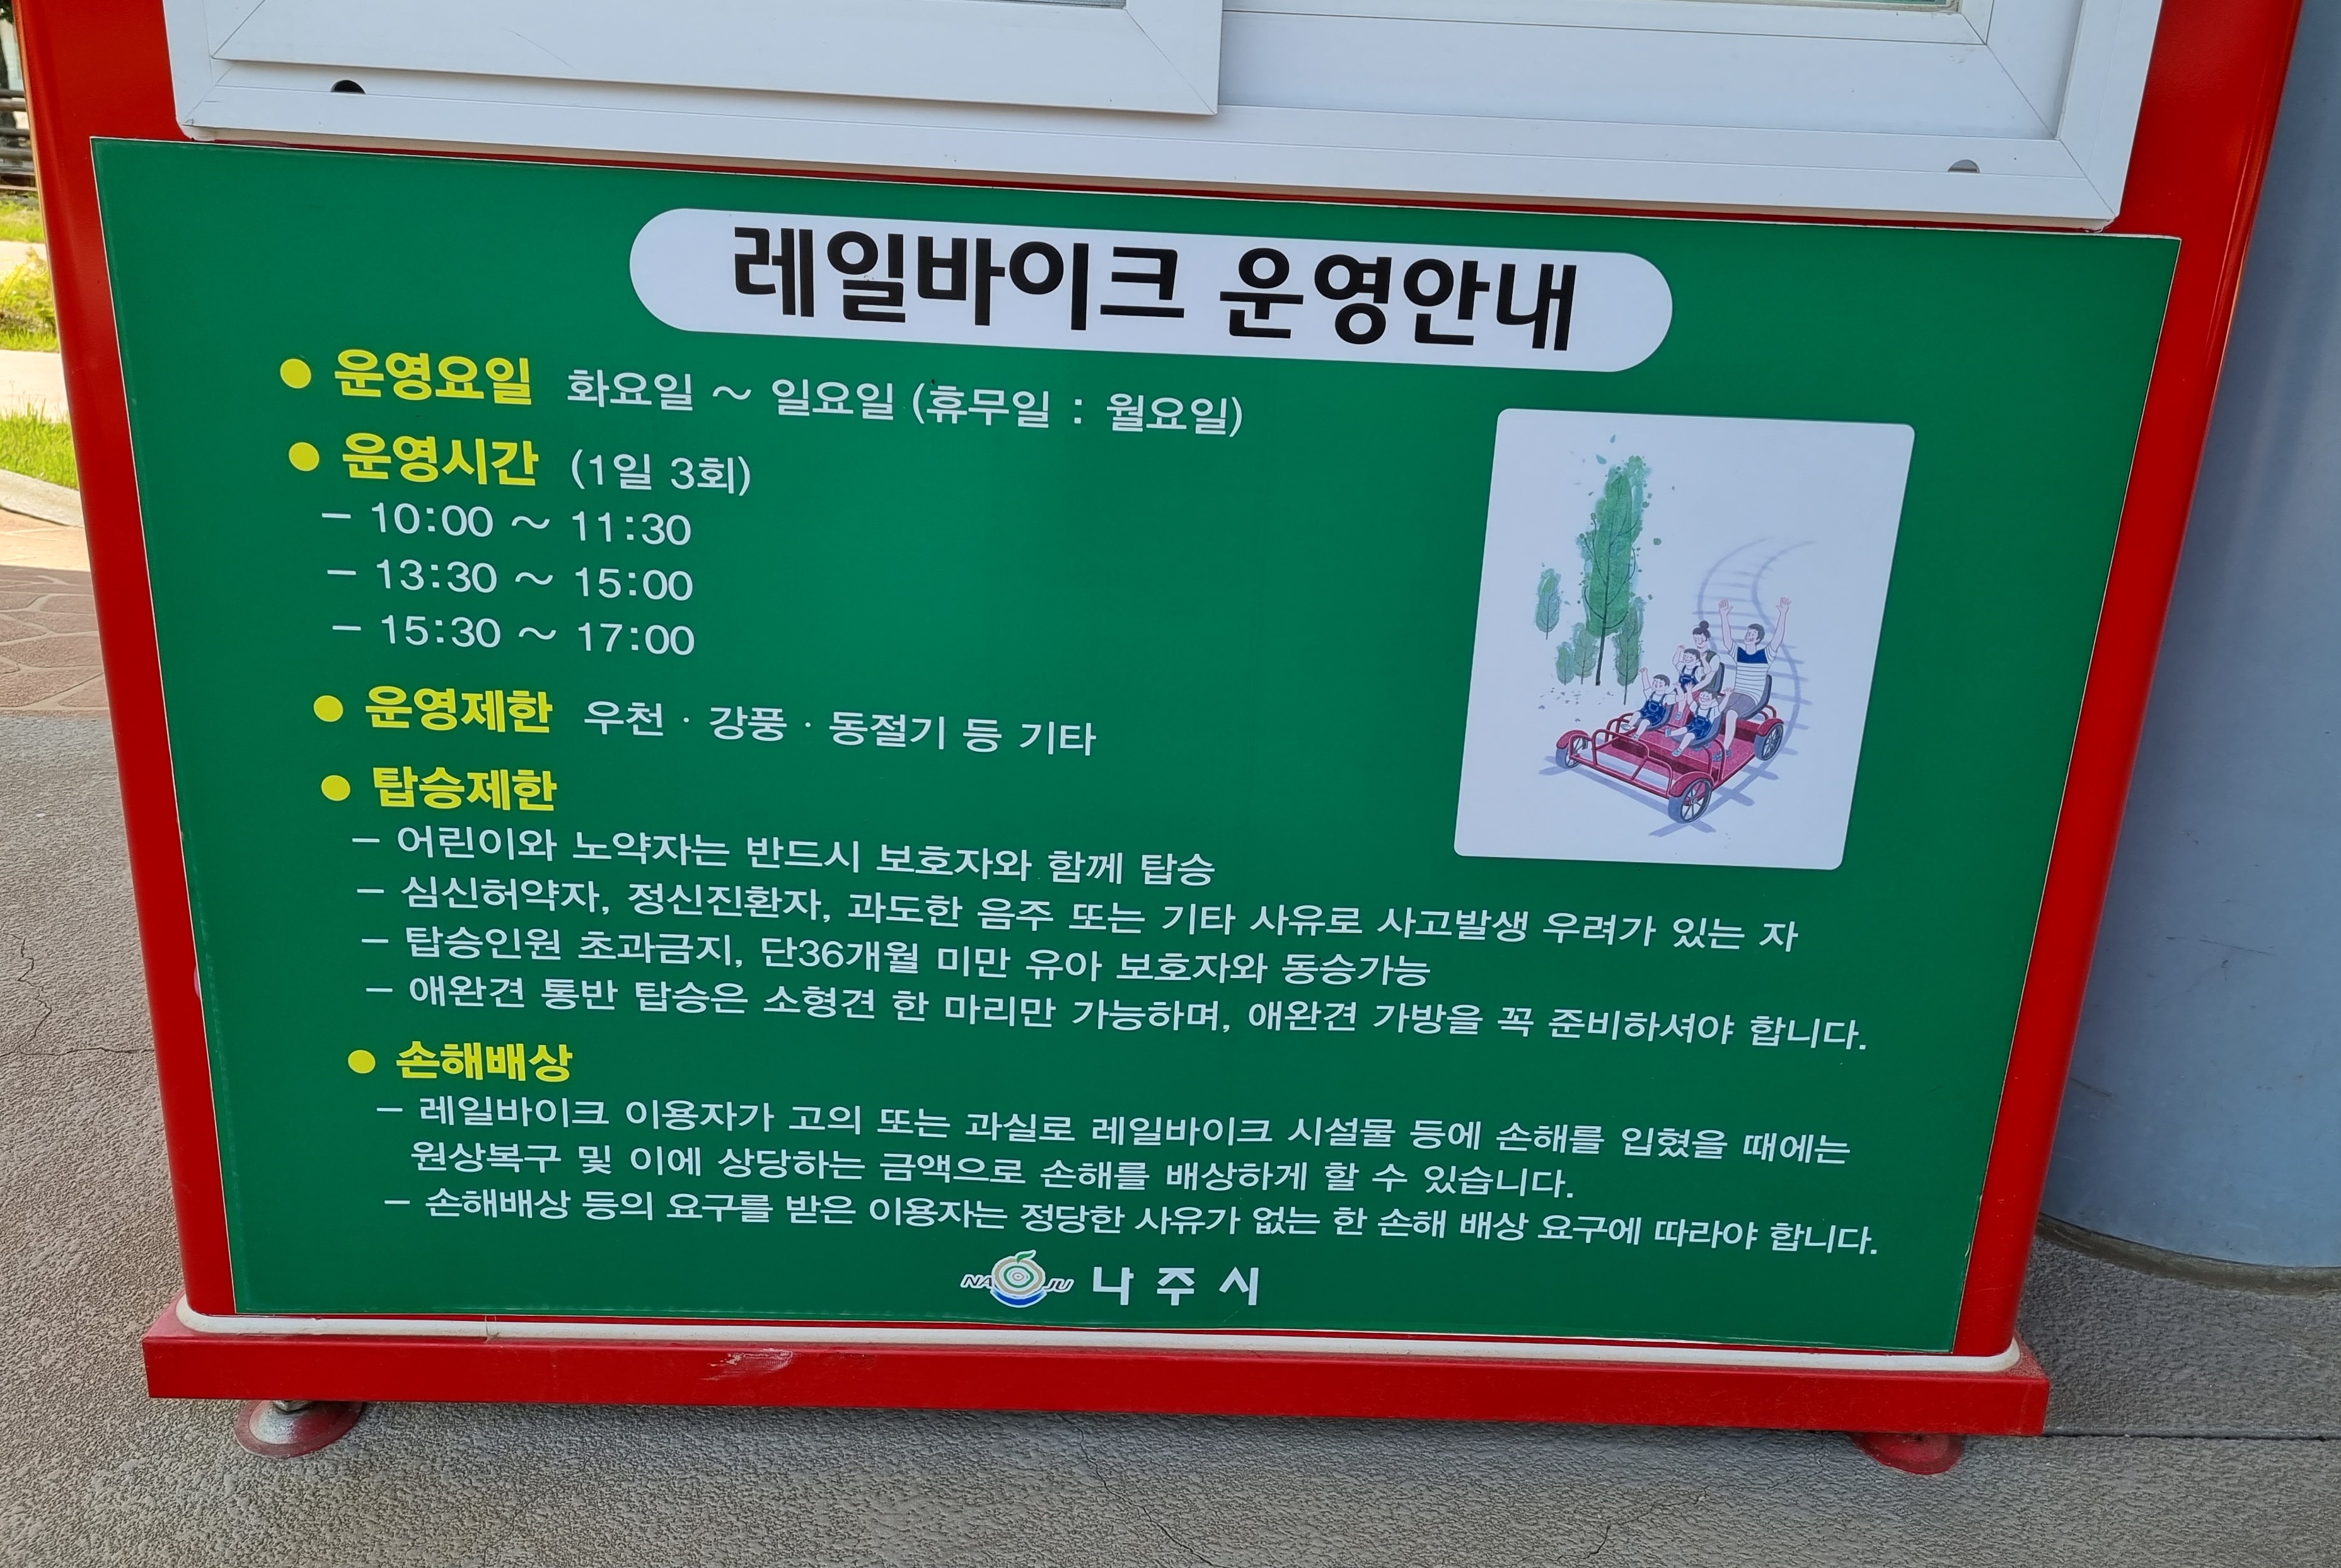 레일바이크 운영안내
● 운영요일 화요일 ~ 일요일 (휴무일 : 월요일)
● 운영시간 (1일 3회)
- 10:00 ~ 11:30
- 13:30 ~ 15:00
- 15:30 ~ 17:00
● 운영제한 우천 · 강풍 · 동절기 등 기타
● 탑승제한
- 어린이와 노약자는 반드시 보호자와 함께 탑승
- 심신허약자, 정신진환자, 과도한 음주 또는 기타 사유로 사고발생 우려가 있는 자
- 탑승인원 초과금지, 단36개월 미만 유아 보호자와 동승가능
- 애완견 통반 탑승은 소형견 한 마리만 가능하며, 애완견 가방을 꼭 준비하셔야 합니다.
● 손해배상
- 레일바이크 이용자가 고의 또는 과실로 레일바이크 시설물 등에 손해를 입혔을 때에는
원상복구 및 이에 상당하는 금액으로 손해를 배상하게 할 수 있습니다.
- 손해배상 등의 요구를 받은 이용자는 정당한 사유가 없는 한 손해 배상 요구에 따라야 합니다.
NAJU 나주시